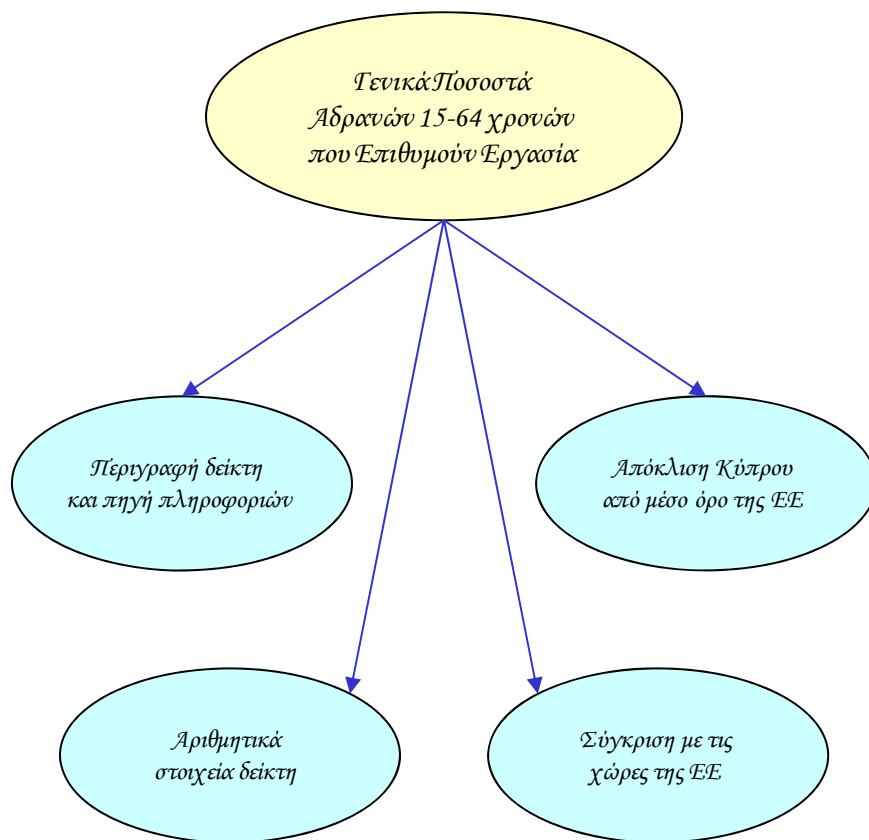 Γενικά Ποσοστά
Αδρανών 15-64 χρονών
που Επιθυμούν Εργασία
Περιγραφή δείκτη
και πηγή πληροφοριών
Απόκλιση Κύπρου
από μέσο όρο της ΕΕ
Αριθμητικά
στοιχεία δείκτη
Σύγκριση με τις
χώρες της ΕΕ